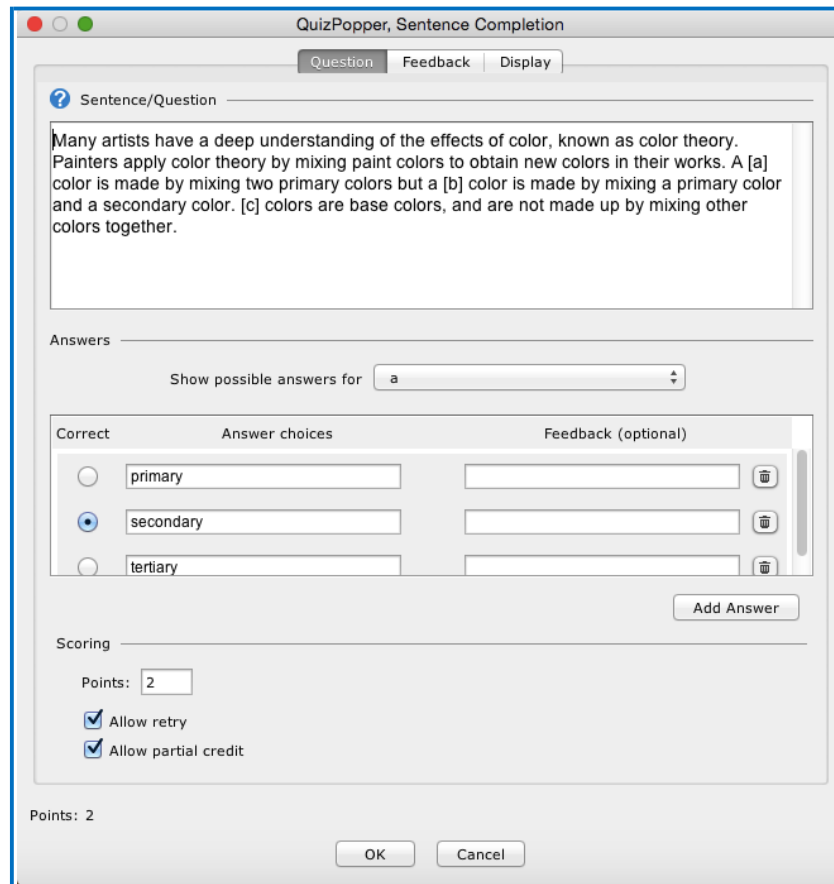 QuizPopper, Sentence Completion
Question Feedback Display
? Sentence/Question
Many artists have a deep understanding of the effects of color, known as color theory.
Painters apply color theory by mixing paint colors to obtain new colors in their works. A [a]
color is made by mixing two primary colors but a [b] color is made by mixing a primary color
and a secondary color. [c] colors are base colors, and are not made up by mixing other
colors together.
Answers
Show possible answers for a
Correct Answer choices Feedback (optional)
primary
secondary
tertiary
Add Answer
Scoring
Points: 2
Allow retry
Allow partial credit
Points: 2
OK Cancel